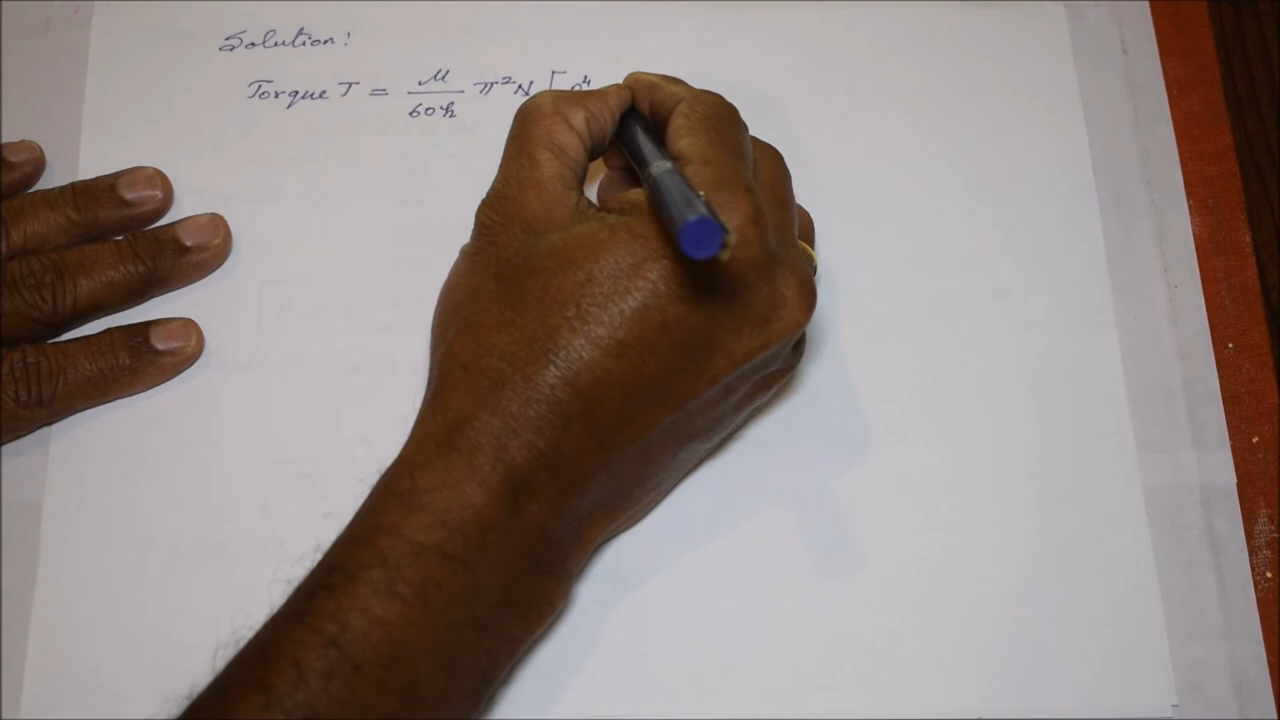 Solution:
Torque T = μ/60h π²N [R⁴